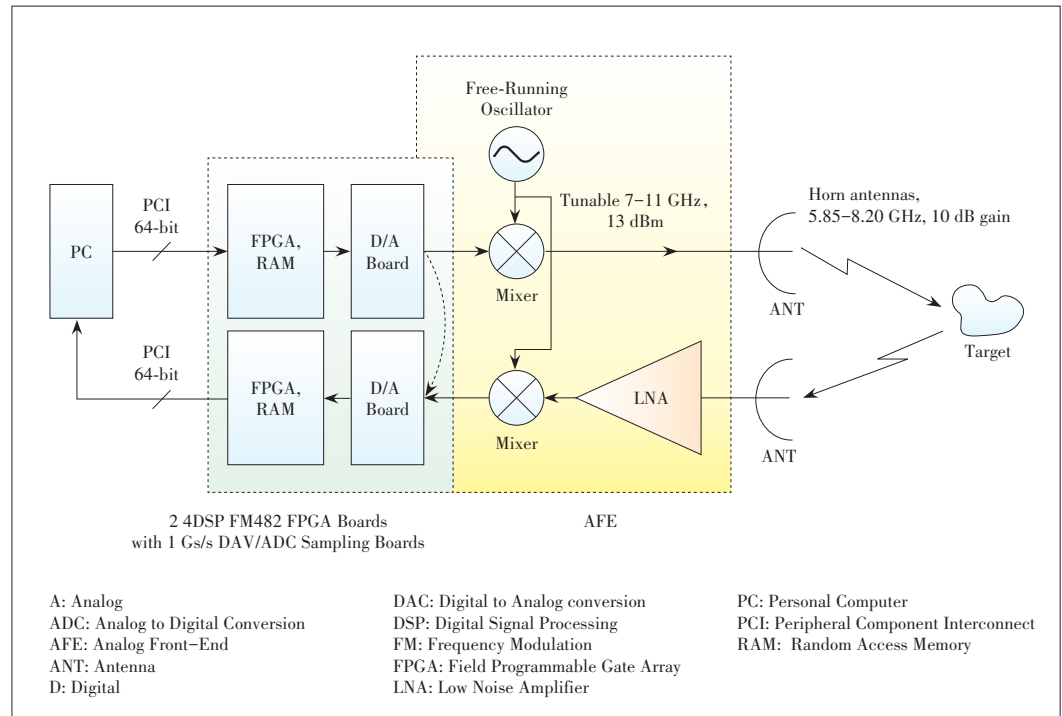 Free-Running
Oscillator
PCI
64-bit
PC
FPGA,
RAM
D/A
Board
Mixer
Tunable 7-11 GHz,
13 dBm
Horn antennas,
5.85-8.20 GHz, 10 dB gain
ANT
Target
PCI
64-bit
FPGA,
RAM
D/A
Board
Mixer
LNA
ANT
2 4DSP FM482 FPGA Boards
with 1 Gs/s DAV/ADC Sampling Boards
AFE
A: Analog
ADC: Analog to Digital Conversion
AFE: Analog Front-End
ANT: Antenna
D: Digital
DAC: Digital to Analog conversion
DSP: Digital Signal Processing
FM: Frequency Modulation
FPGA: Field Programmable Gate Array
LNA: Low Noise Amplifier
PC: Personal Computer
PCI: Peripheral Component Interconnect
RAM: Random Access Memory